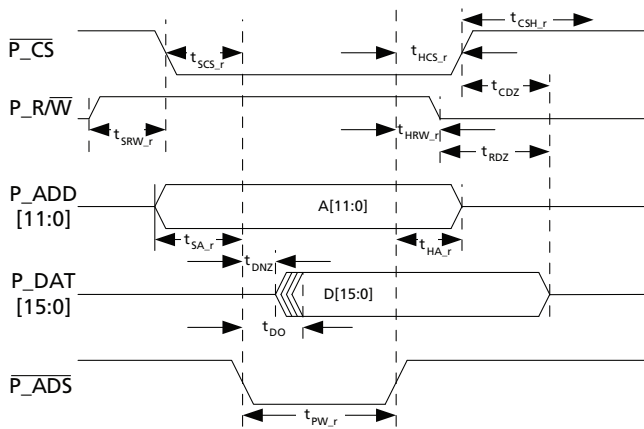 t_CSH_r
P_CS
t_SCS_r
t_HCS_r
t_CDZ
P_R/W
t_SRW_r
t_HRW_r
t_RDZ
P_ADD
[11:0]
A[11:0]
t_SA_r
t_HA_r
t_DNZ
P_DAT
[15:0]
D[15:0]
t_DO
P_ADS
t_PW_r